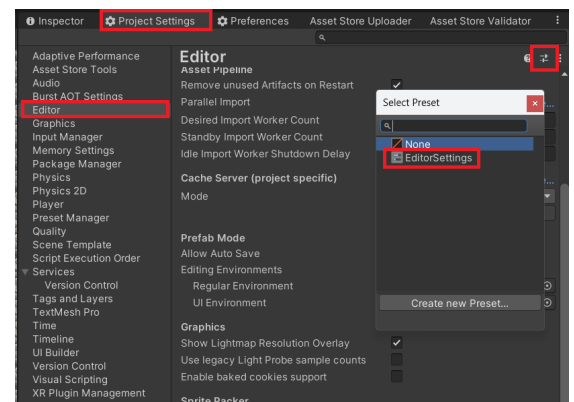 Inspector
Project Settings
Preferences
Asset Store Uploader
Asset Store Validator
Adaptive Performance
Asset Store Tools
Audio
Burst AOT Settings
Editor
Graphics
Input Manager
Memory Settings
Package Manager
Physics
Physics 2D
Player
Preset Manager
Quality
Scene Template
Script Execution Order
Services
Version Control
Tags and Layers
TextMesh Pro
Time
Timeline
UI Builder
Version Control
Visual Scripting
XR Plugin Management
Editor
Asset Pipeline
Remove unused Artifacts on Restart
Parallel Import
Desired Import Worker Count
Standby Import Worker Count
Idle Import Worker Shutdown Delay
Cache Server (project specific)
Mode
Prefab Mode
Allow Auto Save
Editing Environments
Regular Environment
UI Environment
Graphics
Show Lightmap Resolution Overlay
Use legacy Light Probe sample counts
Enable baked cookies support
Sprite Packer
Select Preset
None
EditorSettings
Create new Preset...